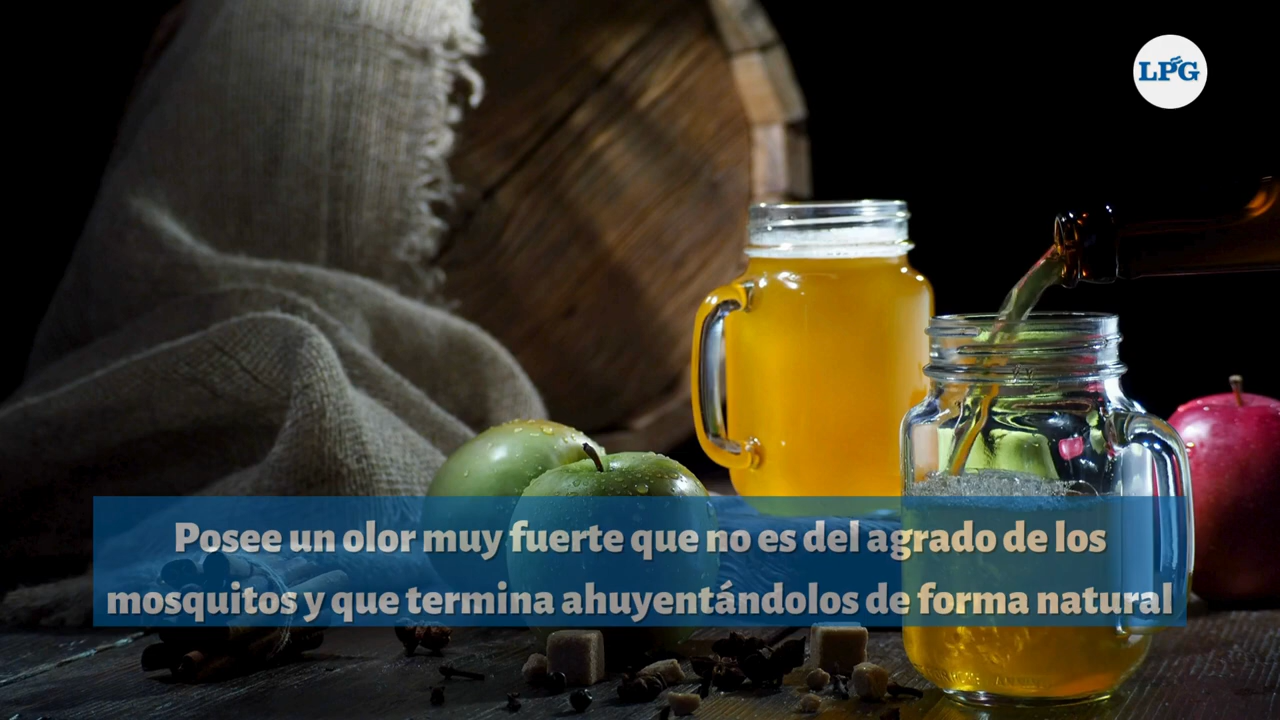 LPG
Posee un olor muy fuerte que no es del agrado de los
mosquitos y que termina ahuyentándolos de forma natural